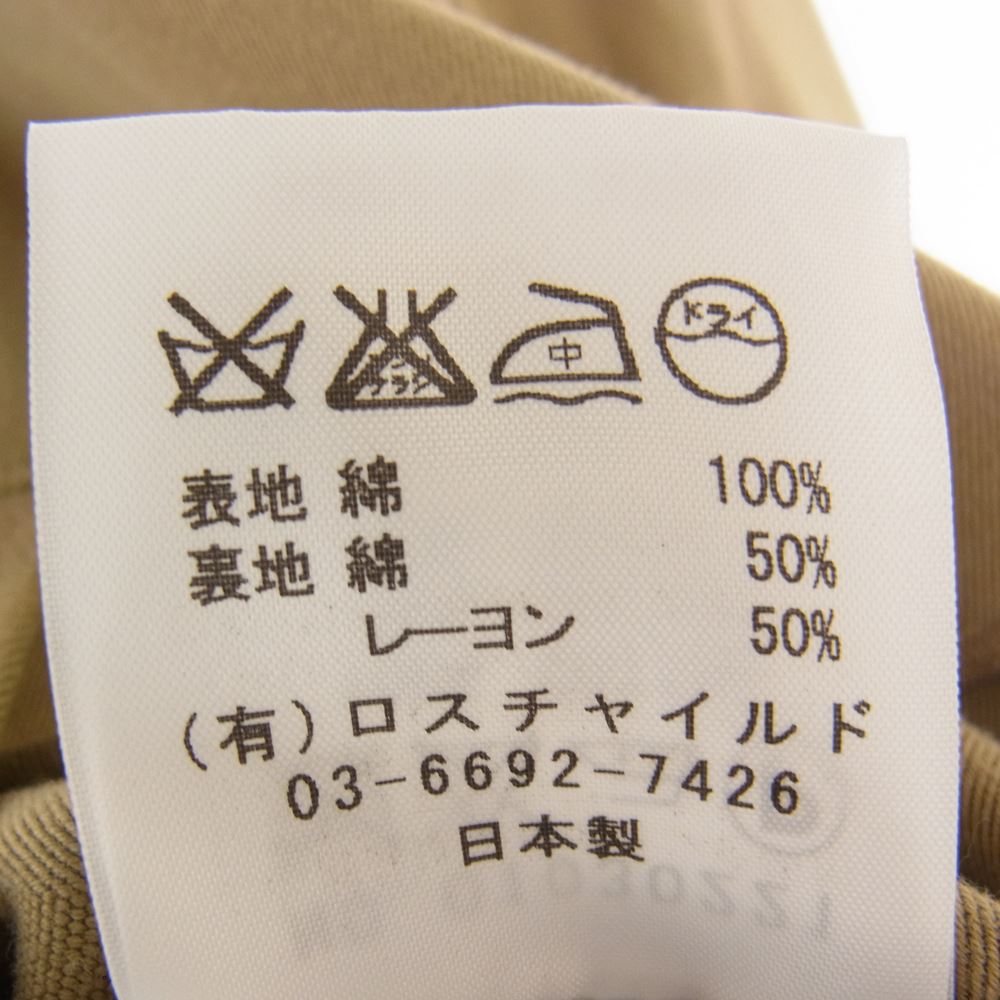 中 ドライ
表地 綿 100%
裏地 綿 50%
レーヨン 50%
(有)ロスチャイルド
03-6692-7426
日本製